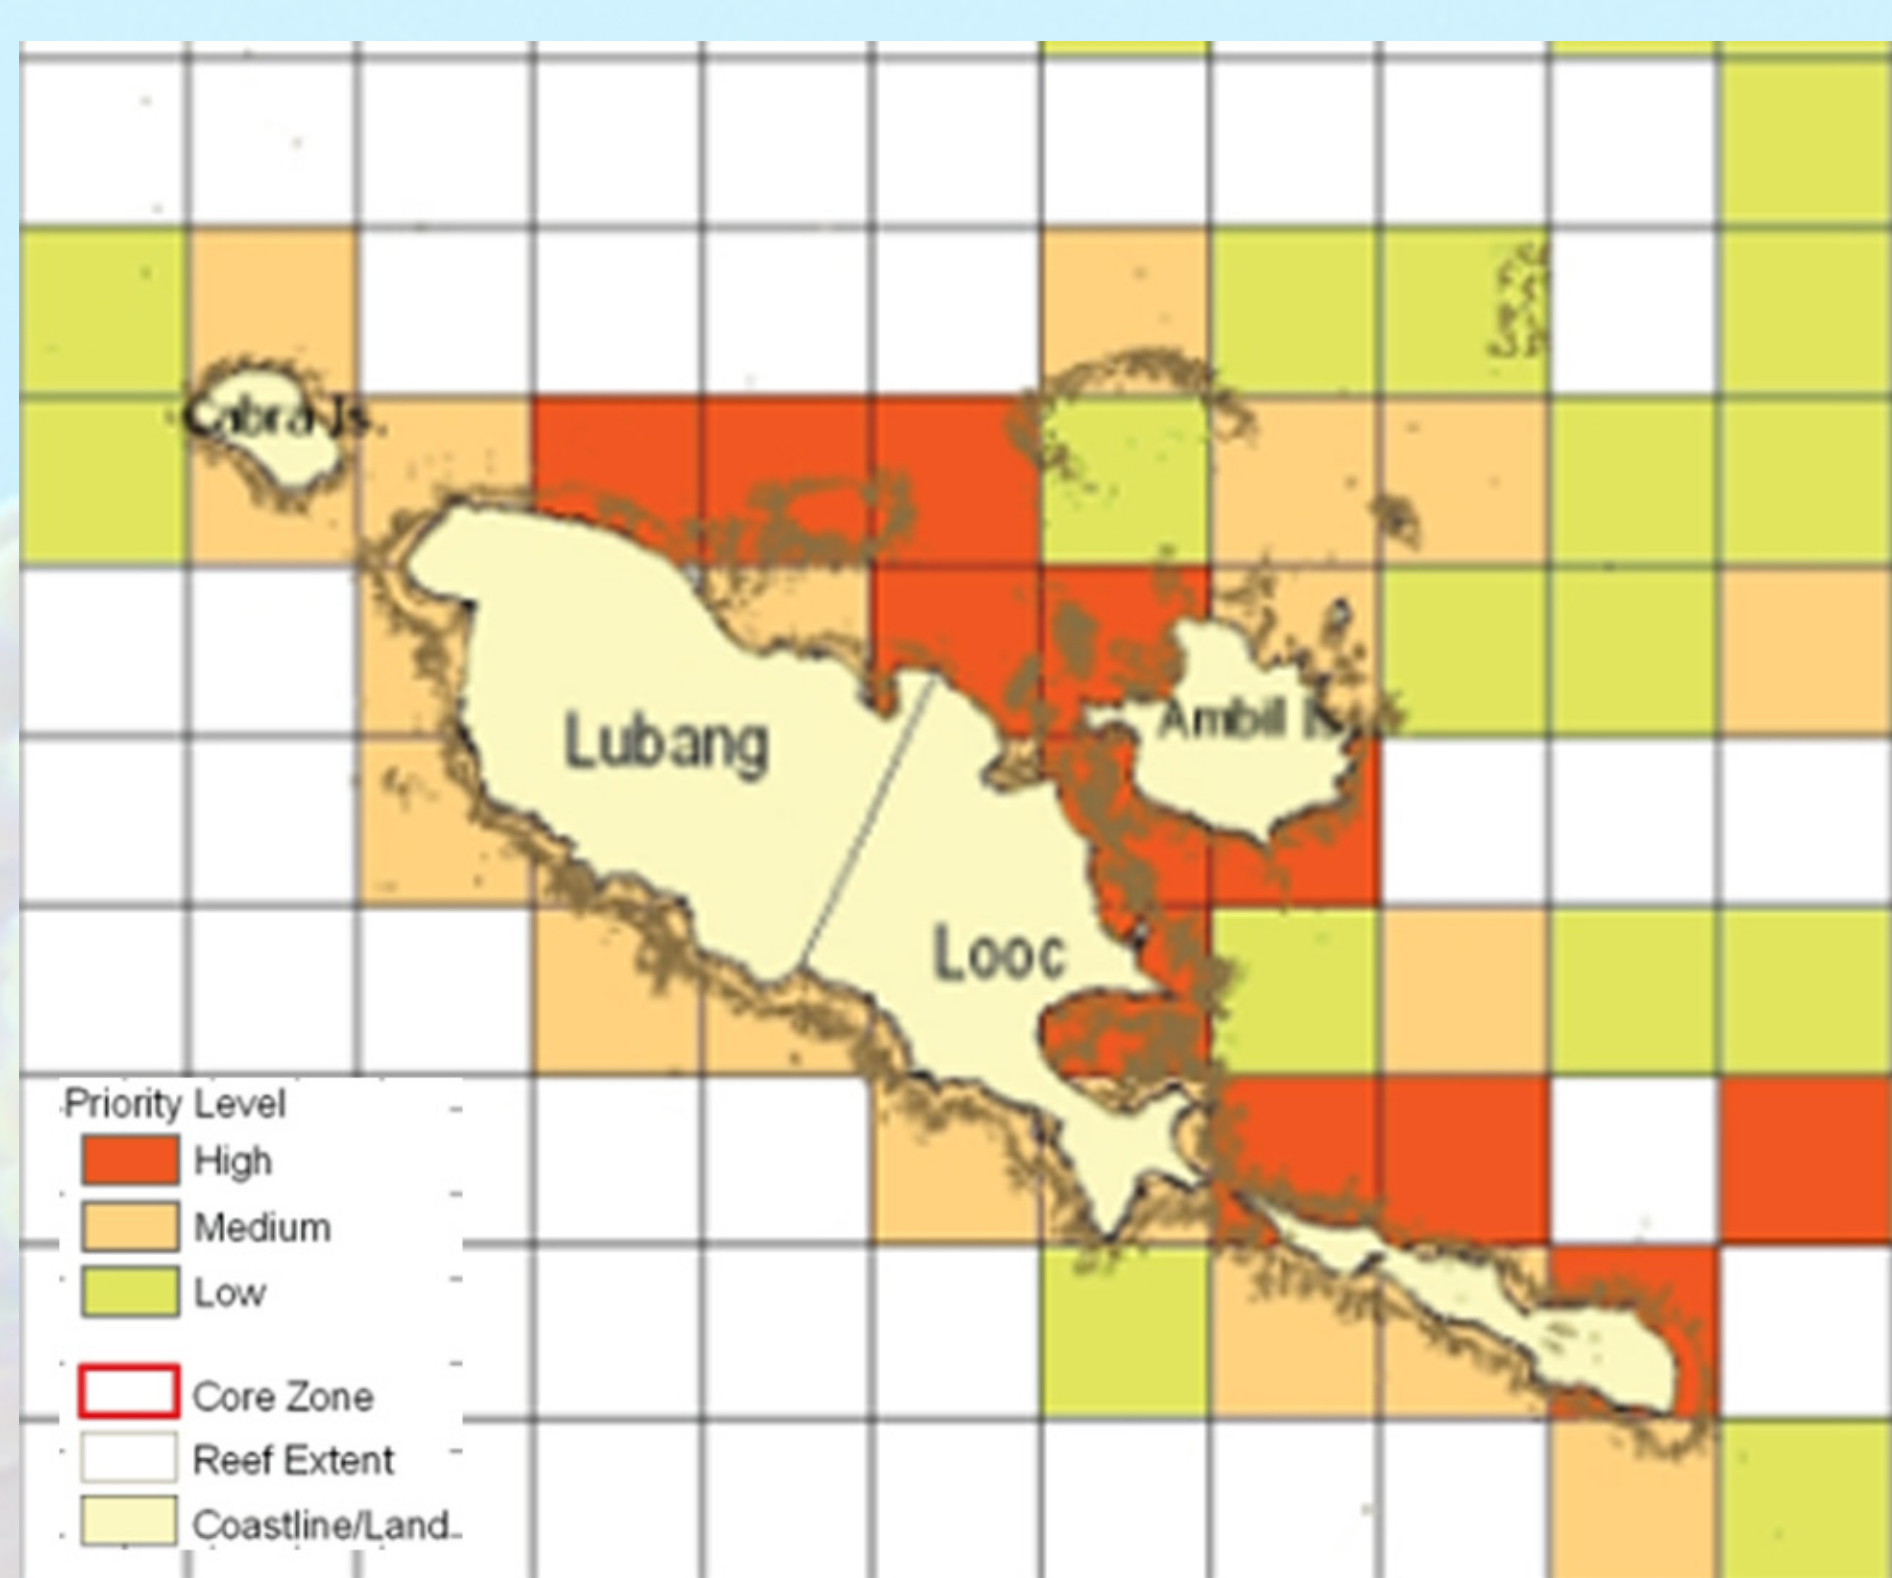 Cabra Is.
Ambil Is.
Lubang
Looc
Priority Level
High
Medium
Low
Core Zone
Reef Extent
Coastline/Land